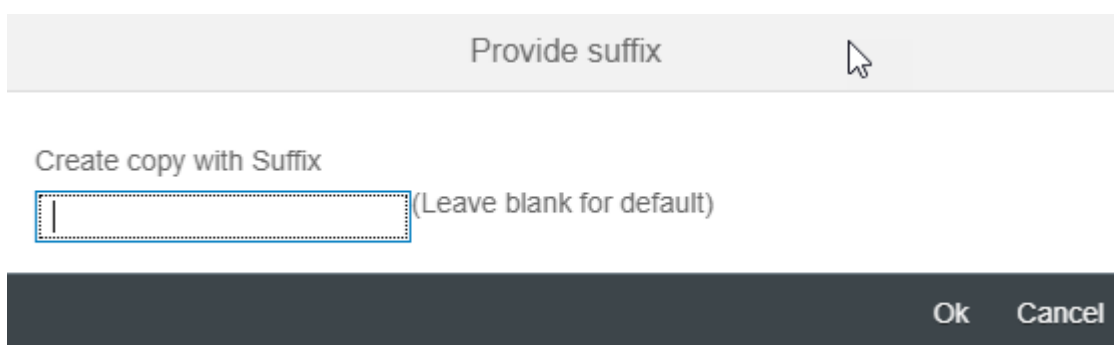 Provide suffix
Create copy with Suffix
(Leave blank for default)
Ok Cancel